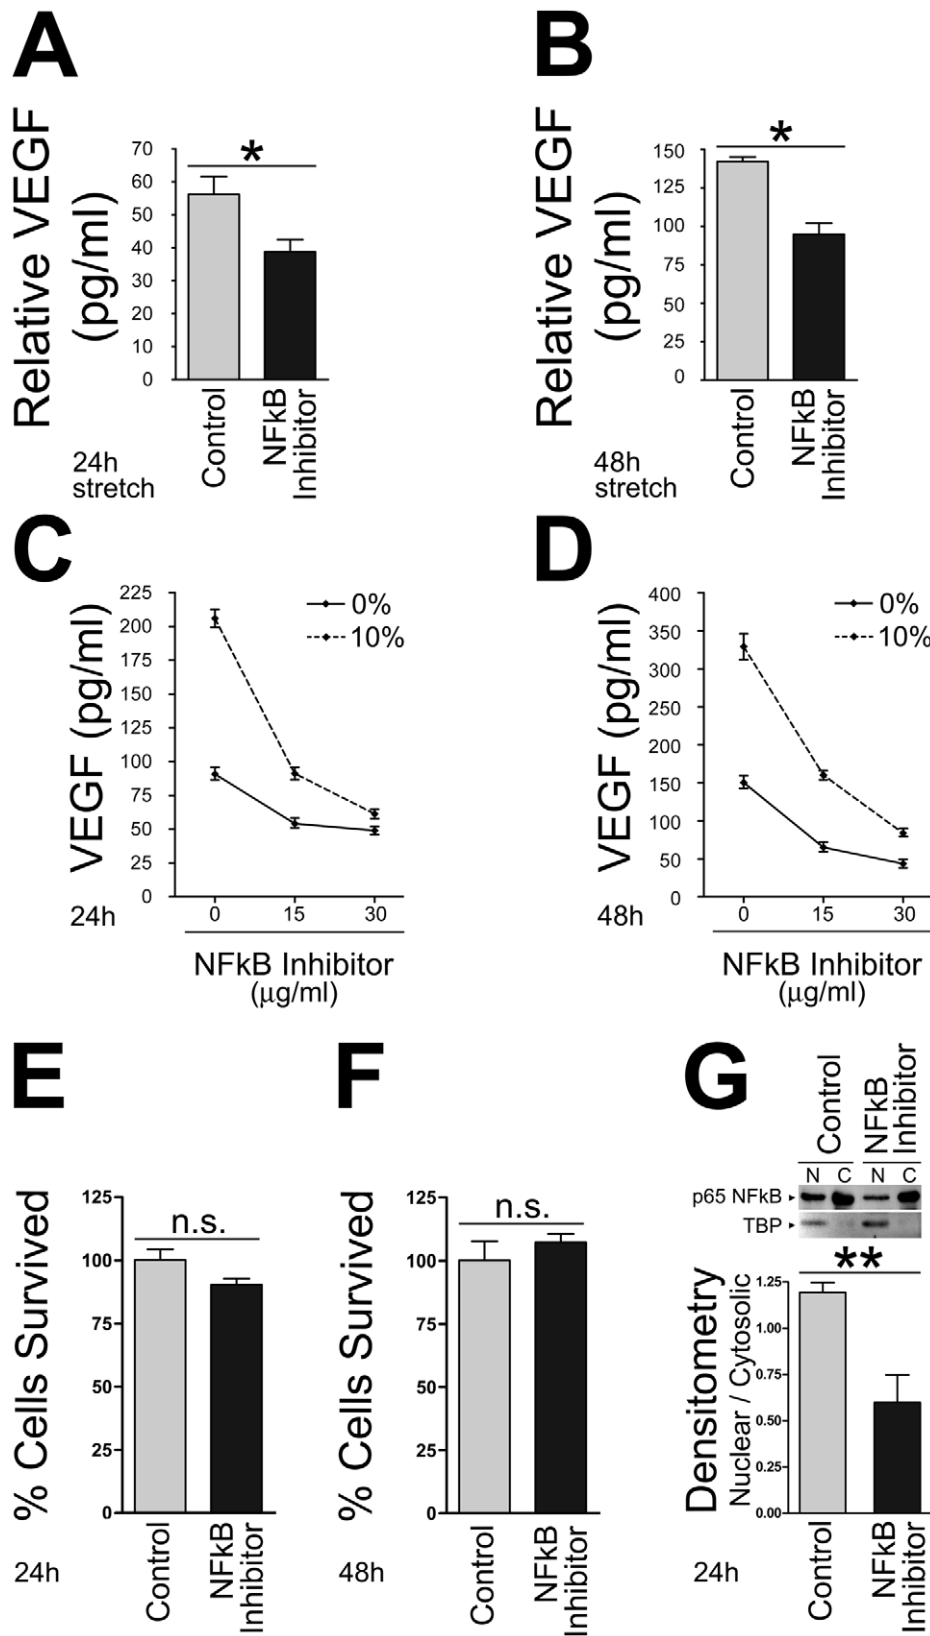 A
Relative VEGF
(pg/ml)
70
60
50
40
30
20
10
0
*
Control
NFkB
Inhibitor
24h
stretch
B
Relative VEGF
(pg/ml)
150
125
100
75
50
25
0
*
Control
NFkB
Inhibitor
48h
stretch
C
VEGF (pg/ml)
225
200
175
150
125
100
75
50
25
0
0%
10%
0 15 30
24h
NFkB Inhibitor
(µg/ml)
D
VEGF (pg/ml)
400
350
300
250
200
150
100
50
0
0%
10%
0 15 30
48h
NFkB Inhibitor
(µg/ml)
E
% Cells Survived
125
100
75
50
25
0
n.s.
Control
NFkB
Inhibitor
24h
F
% Cells Survived
125
100
75
50
25
0
n.s.
Control
NFkB
Inhibitor
48h
G
Control
NFkB
Inhibitor
N C N C
p65 NFkB
TBP
**
Densitometry
Nuclear / Cytosolic
1.25
1.00
0.75
0.50
0.25
0.00
Control
NFkB
Inhibitor
24h